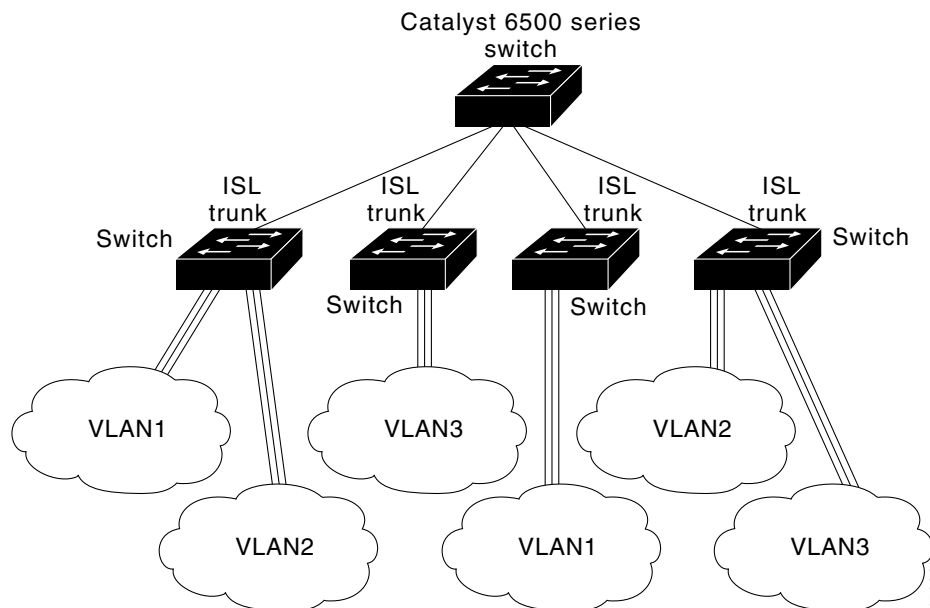 Catalyst 6500 series
switch
ISL
trunk
ISL
trunk
ISL
trunk
ISL
trunk
Switch
Switch
Switch
Switch
VLAN1
VLAN3
VLAN2
VLAN2
VLAN1
VLAN3